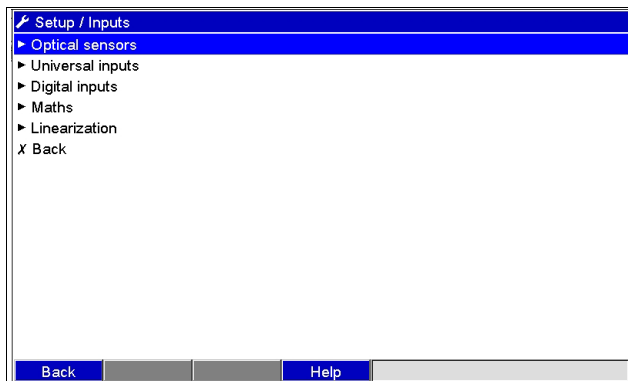 Setup / Inputs
► Optical sensors
► Universal inputs
► Digital inputs
► Maths
► Linearization
✗ Back
Back Help